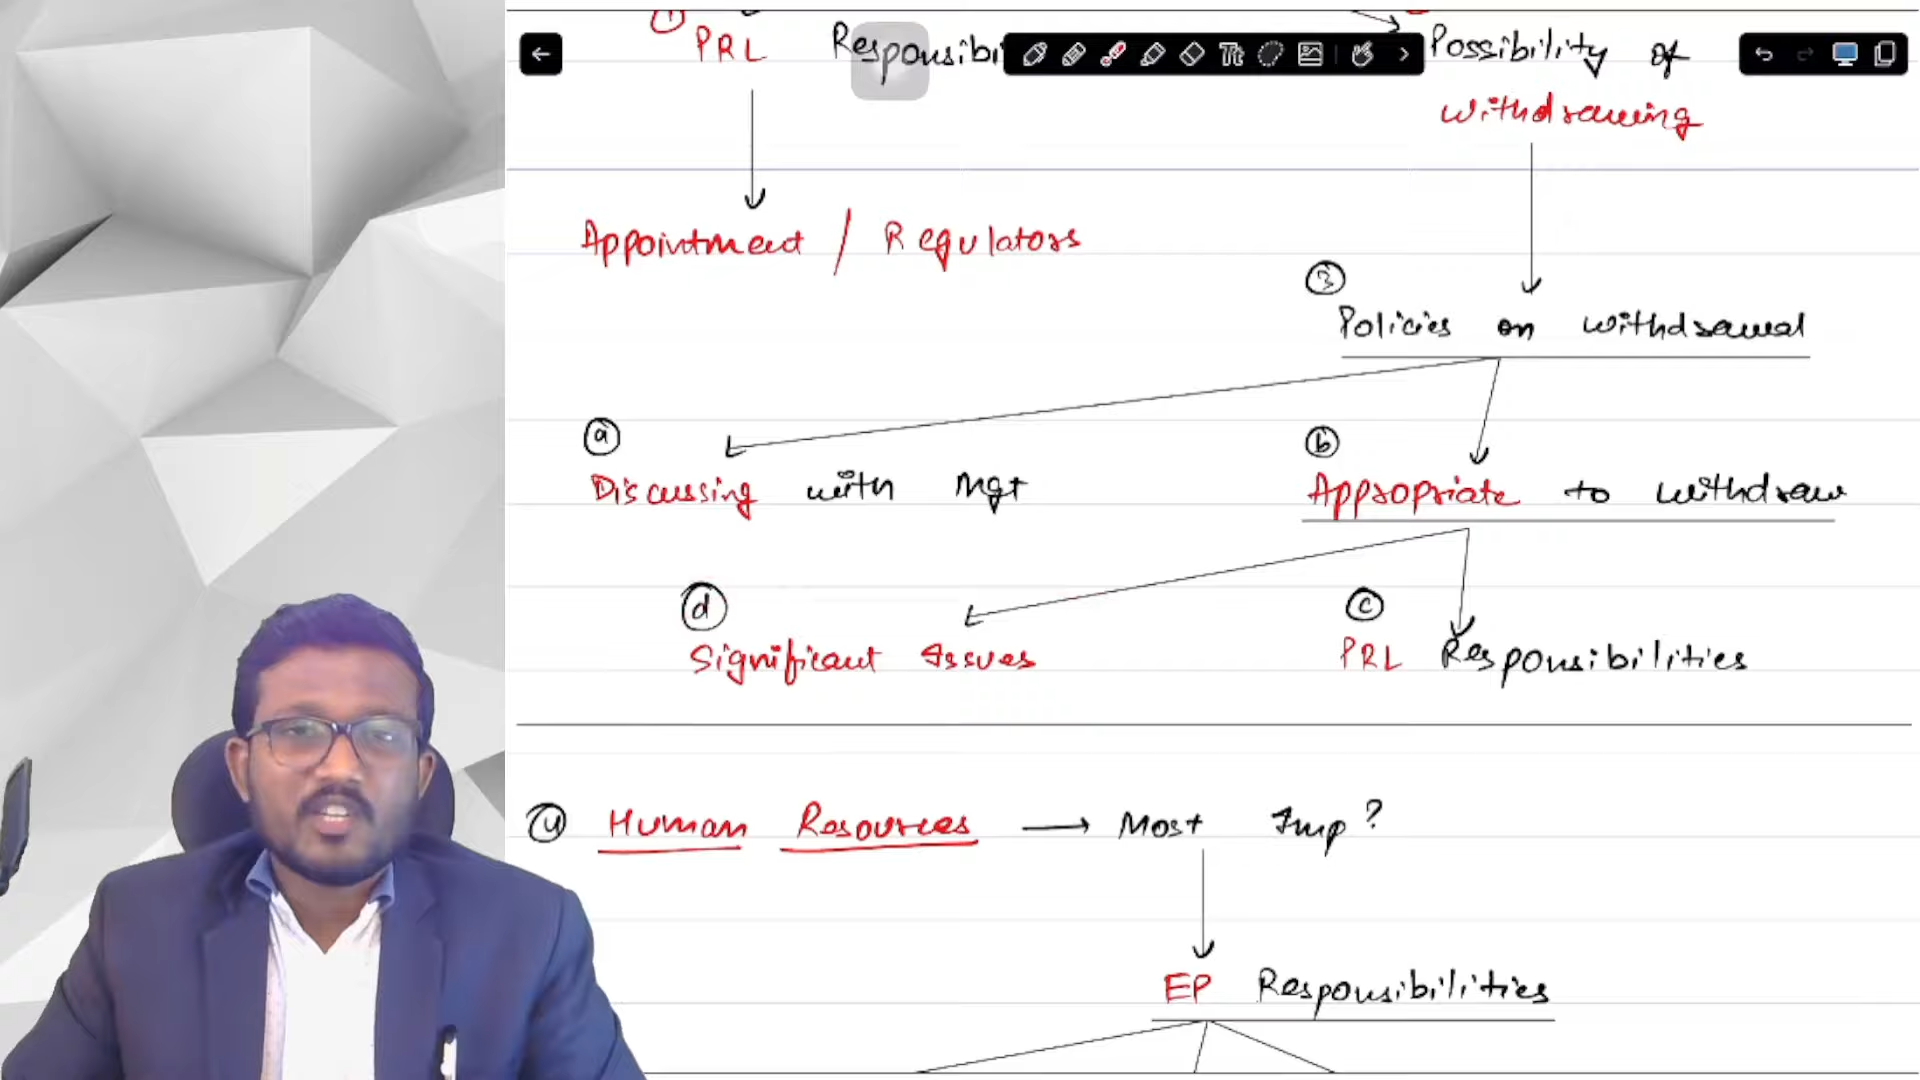 ① PRL Responsibi
Possibility of
withdrawing
Appointment / Regulators
③
Policies on withdrawal
ⓐ
Discussing with Mgt
ⓑ
Appropriate to withdraw
ⓓ
Significant Issues
ⓒ
PRL Responsibilities
④ Human Resources → Most Imp?
EP Responsibilities